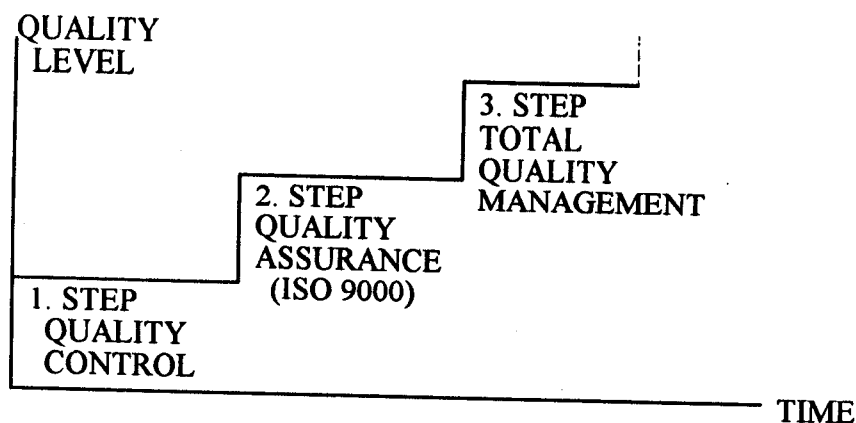 QUALITY
LEVEL
3. STEP
TOTAL
QUALITY
MANAGEMENT
2. STEP
QUALITY
ASSURANCE
(ISO 9000)
1. STEP
QUALITY
CONTROL
TIME